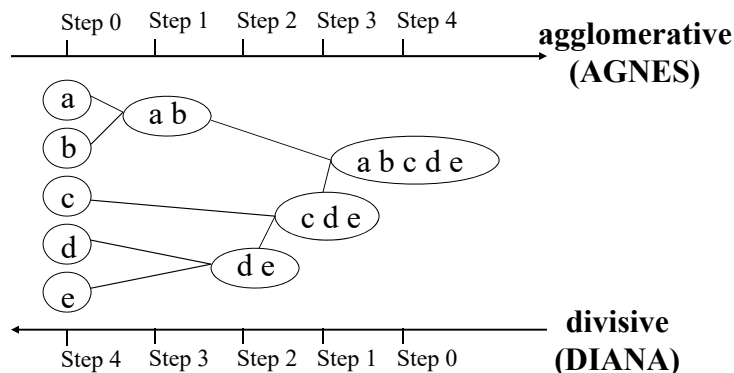 Step 0 Step 1 Step 2 Step 3 Step 4
agglomerative
(AGNES)
a
a b
b
a b c d e
c
c d e
d
d e
e
divisive
(DIANA)
Step 4 Step 3 Step 2 Step 1 Step 0